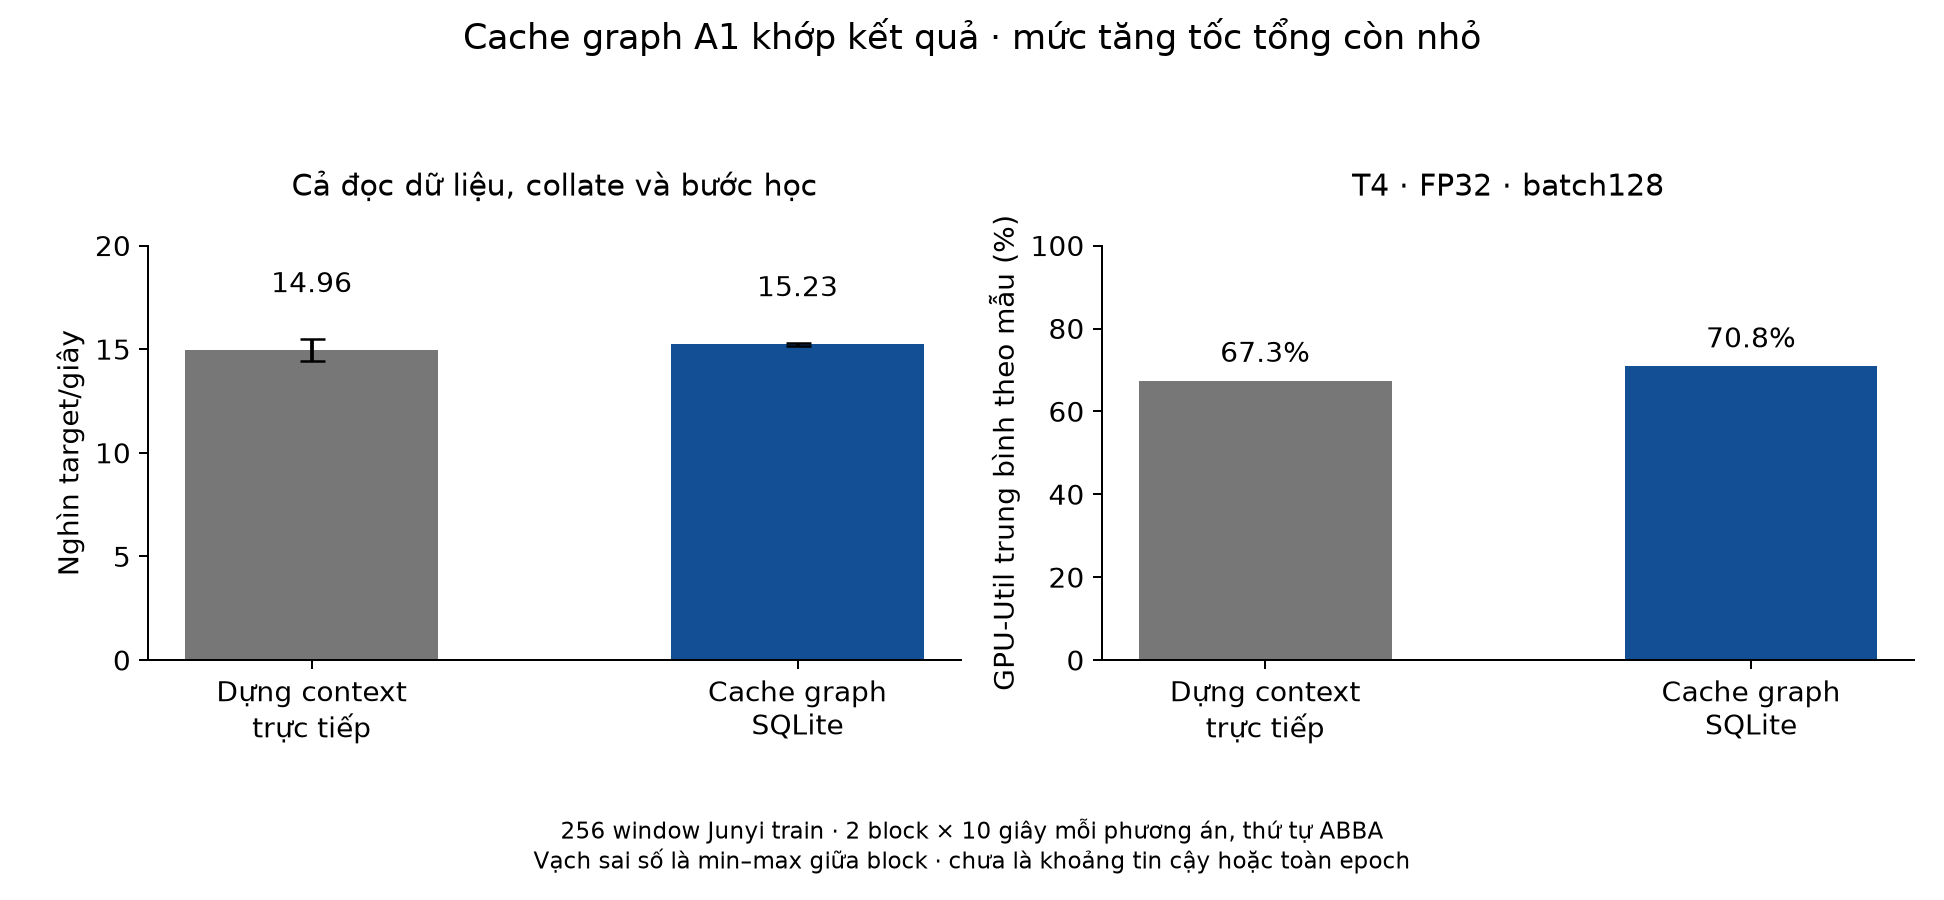 Cache graph A1 khớp kết quả · mức tăng tốc tổng còn nhỏ
Cả đọc dữ liệu, collate và bước học
Nghìn target/giây
20
15
10
5
0
14.96
15.23
Dựng context
trực tiếp
Cache graph
SQLite
T4 · FP32 · batch128
GPU-Util trung bình theo mẫu (%)
100
80
60
40
20
0
67.3%
70.8%
Dựng context
trực tiếp
Cache graph
SQLite
256 window Junyi train · 2 block × 10 giây mỗi phương án, thứ tự ABBA
Vạch sai số là min–max giữa block · chưa là khoảng tin cậy hoặc toàn epoch